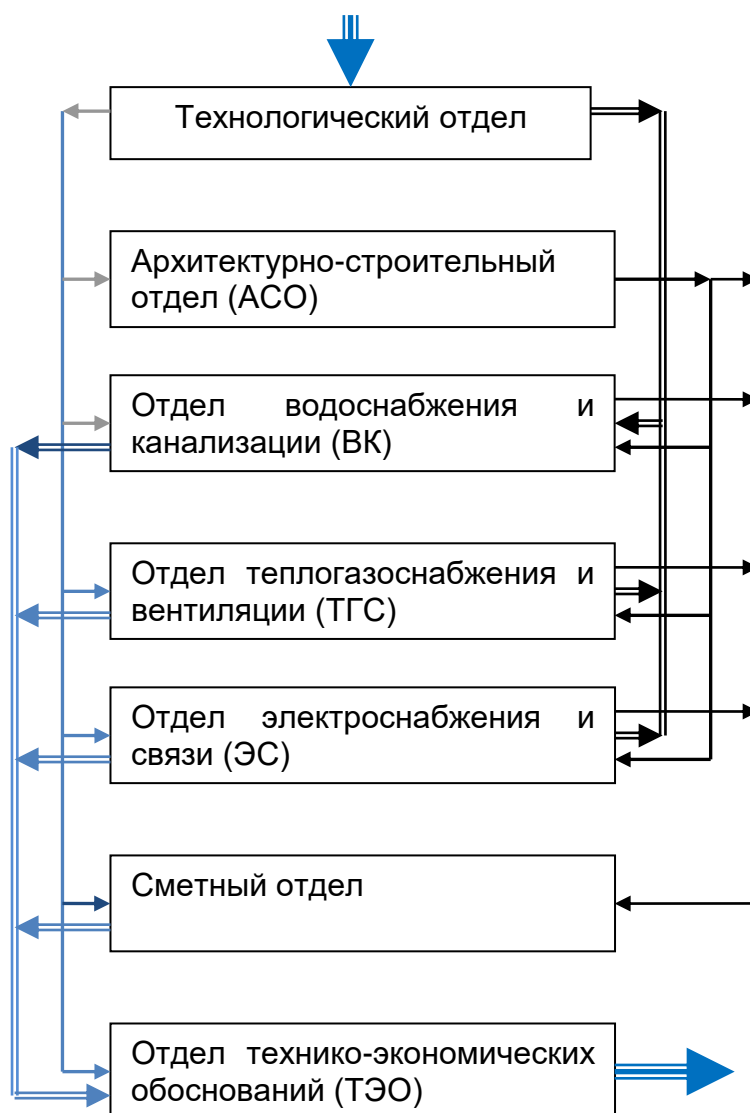 Технологический отдел
Архитектурно-строительный
отдел (АСО)
Отдел водоснабжения и
канализации (ВК)
Отдел теплогазоснабжения и
вентиляции (ТГС)
Отдел электроснабжения и
связи (ЭС)
Сметный отдел
Отдел технико-экономических
обоснований (ТЭО)